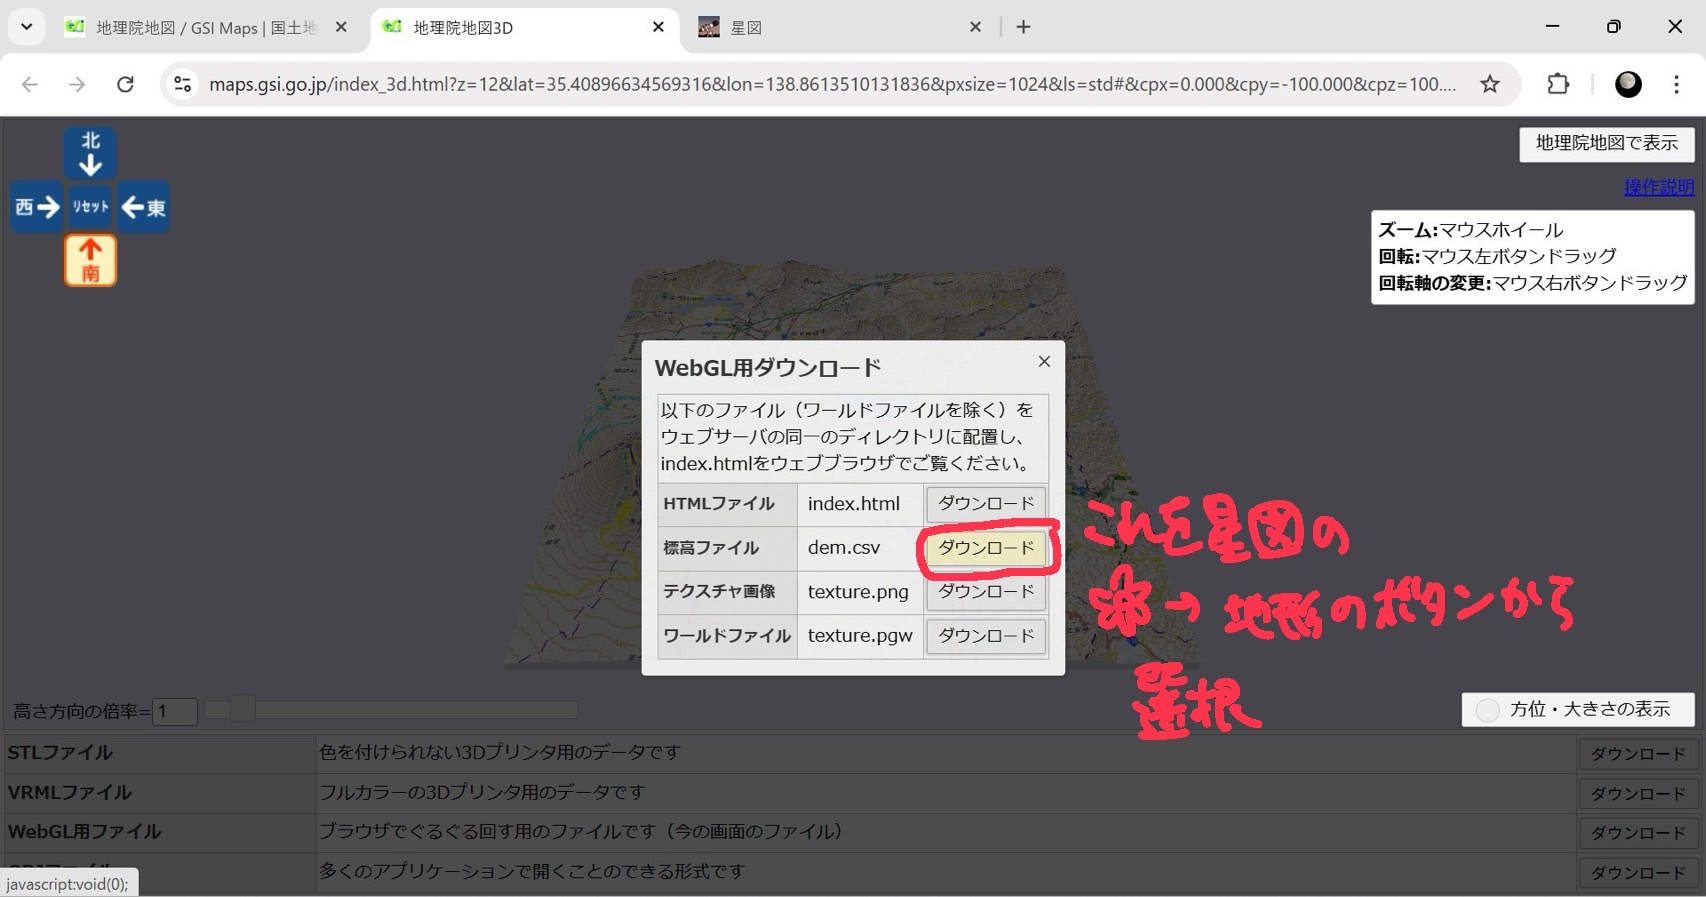 地理院地図 / GSI Maps | 国土地
地理院地図3D
星図
maps.gsi.go.jp/index_3d.html?z=12&lat=35.40896634569316&lon=138.8613510131836&pxsize=1024&ls=std#&cpx=0.000&cpy=-100.000&cpz=100....
北
西
リセット
東
南
地理院地図で表示
操作説明
ズーム:マウスホイール
回転:マウス左ボタンドラッグ
回転軸の変更:マウス右ボタンドラッグ
WebGL用ダウンロード
以下のファイル（ワールドファイルを除く）を
ウェブサーバの同一のディレクトリに配置し、
index.htmlをウェブブラウザでご覧ください。
HTMLファイル index.html ダウンロード
標高ファイル dem.csv ダウンロード
テクスチャ画像 texture.png ダウンロード
ワールドファイル texture.pgw ダウンロード
これを星図の
→地形のボタンから
選択
高さ方向の倍率=1
方位・大きさの表示
STLファイル 色を付けられない3Dプリンタ用のデータです ダウンロード
VRMLファイル フルカラーの3Dプリンタ用のデータです ダウンロード
WebGL用ファイル ブラウザでぐるぐる回す用のファイルです（今の画面のファイル） ダウンロード
多くのアプリケーションで開くことのできる形式です ダウンロード
javascript:void(0);